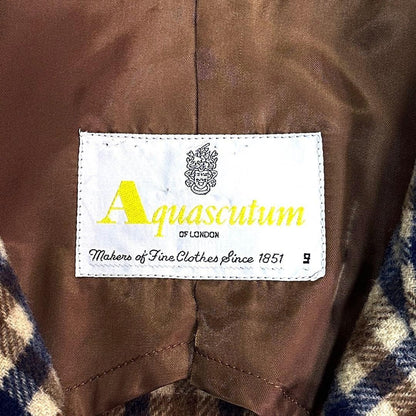 Aquascutum
OF LONDON
Makers of Fine Clothes Since 1851 9